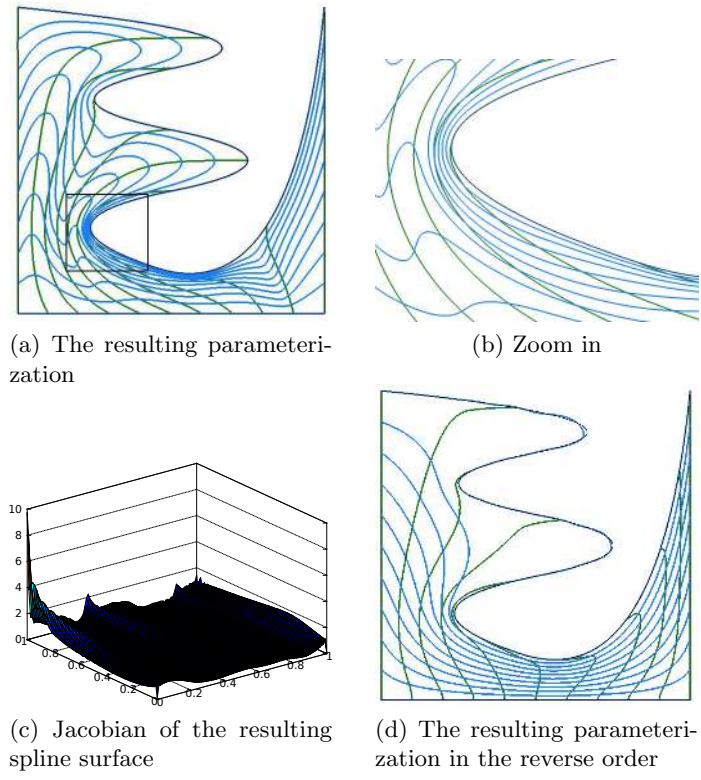 (a) The resulting parameteri-
zation
(b) Zoom in
10
8
6
4
2
0
1
0.8
0.6
0.4
0.2
0
0
0.2
0.4
0.6
0.8
1
(c) Jacobian of the resulting
spline surface
(d) The resulting parameteri-
zation in the reverse order